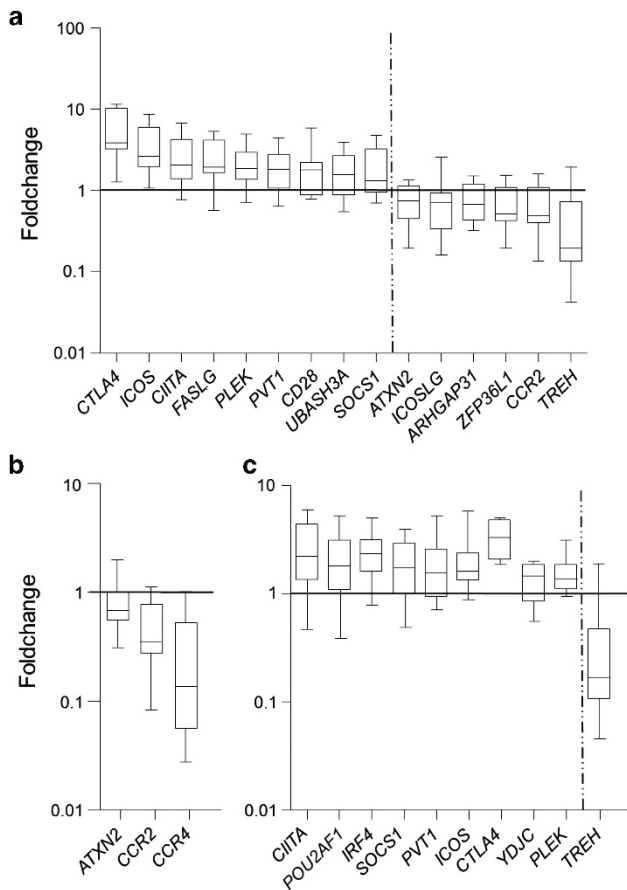 a
Foldchange
100
10
1
0.1
0.01
CTLA4
ICOS
CIITA
FASLG
PLEK
PVT1
CD28
UBASH3A
SOCS1
ATXN2
ICOSLG
ARHGAP31
ZFP36L1
CCR2
TREH
b
Foldchange
10
1
0.1
0.01
ATXN2
CCR2
CCR4
c
10
1
0.1
0.01
CIITA
POU2AF1
IRF4
SOCS1
PVT1
ICOS
CTLA4
YDJC
PLEK
TREH